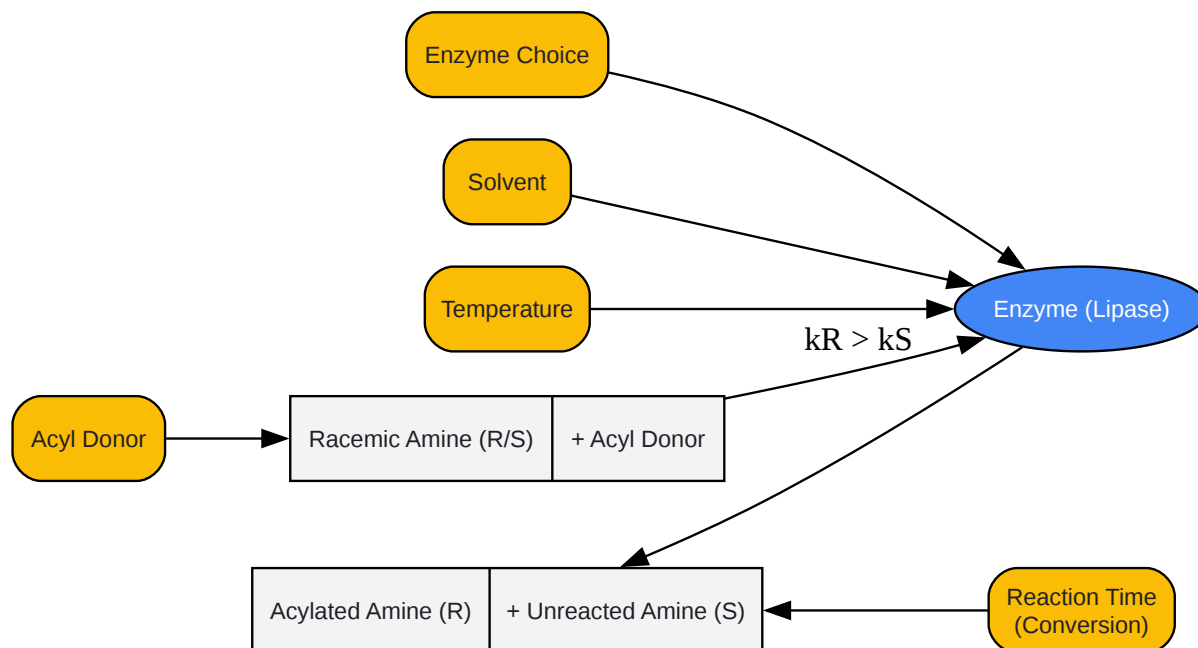 Enzyme Choice
Solvent
Temperature
Enzyme (Lipase)
kR > kS
Acyl Donor
Racemic Amine (R/S)
+ Acyl Donor
Acylated Amine (R)
+ Unreacted Amine (S)
Reaction Time
(Conversion)